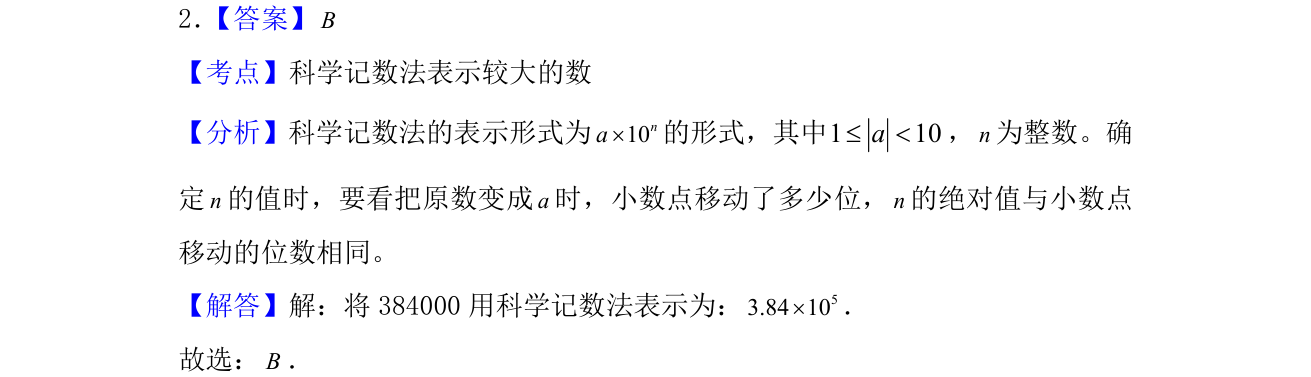 2.【答案】B
【考点】科学记数法表示较大的数
【分析】科学记数法的表示形式为a×10ⁿ的形式，其中1≤|a|<10，n为整数。确
定n的值时，要看把原数变成a时，小数点移动了多少位，n的绝对值与小数点
移动的位数相同。
【解答】解：将384000用科学记数法表示为：3.84×10⁵．
故选：B．